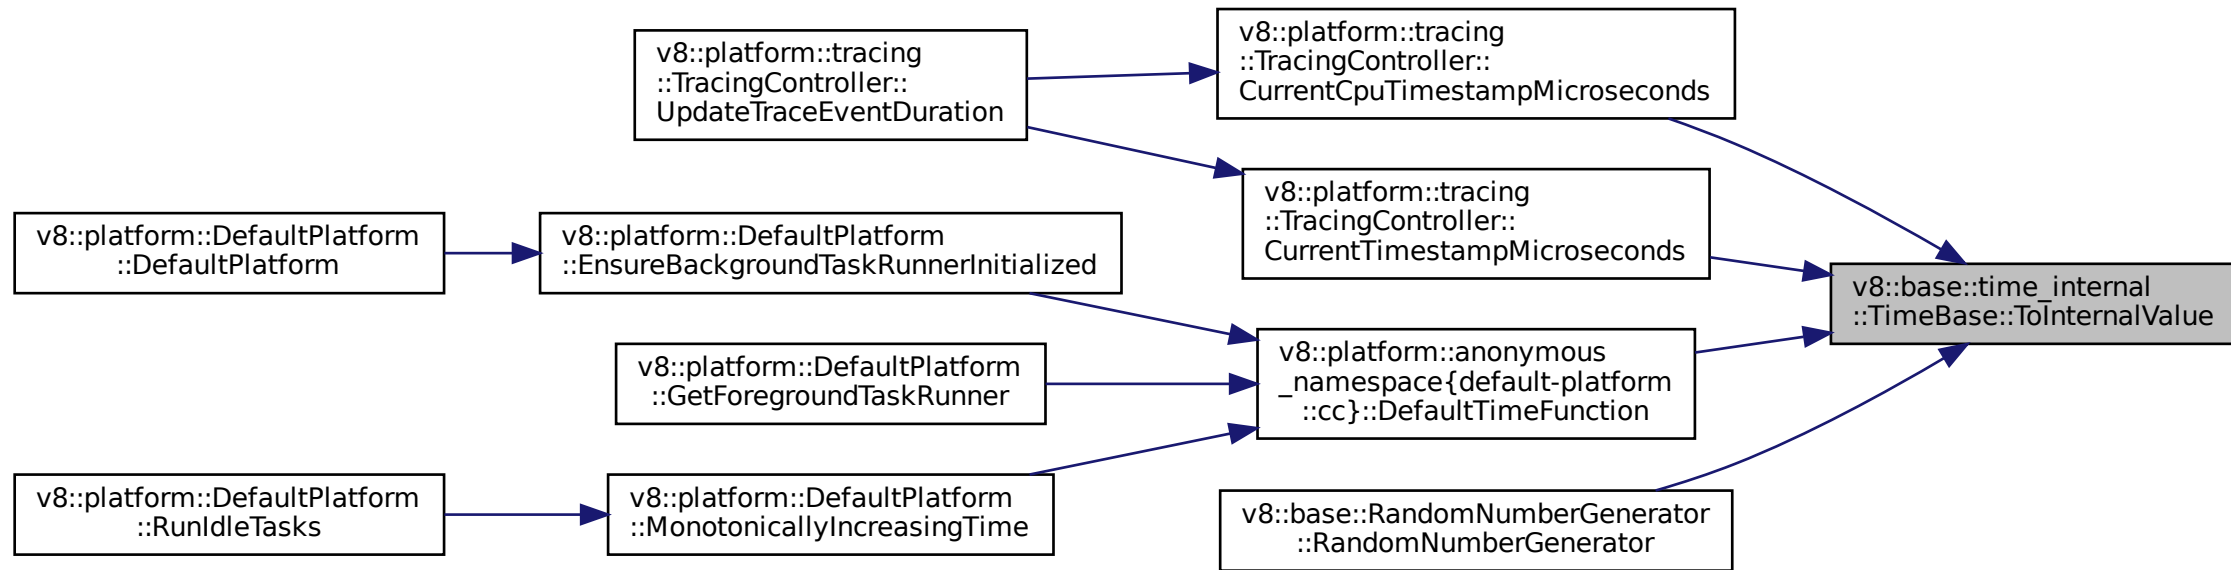 v8::platform::tracing
::TracingController::
UpdateTraceEventDuration
v8::platform::tracing
::TracingController::
CurrentCpuTimestampMicroseconds
v8::platform::tracing
::TracingController::
CurrentTimestampMicroseconds
v8::platform::DefaultPlatform
::DefaultPlatform
v8::platform::DefaultPlatform
::EnsureBackgroundTaskRunnerInitialized
v8::base::time_internal
::TimeBase::ToInternalValue
v8::platform::DefaultPlatform
::GetForegroundTaskRunner
v8::platform::anonymous
_namespace{default-platform
::cc}::DefaultTimeFunction
v8::platform::DefaultPlatform
::RunIdleTasks
v8::platform::DefaultPlatform
::MonotonicallyIncreasingTime
v8::base::RandomNumberGenerator
::RandomNumberGenerator